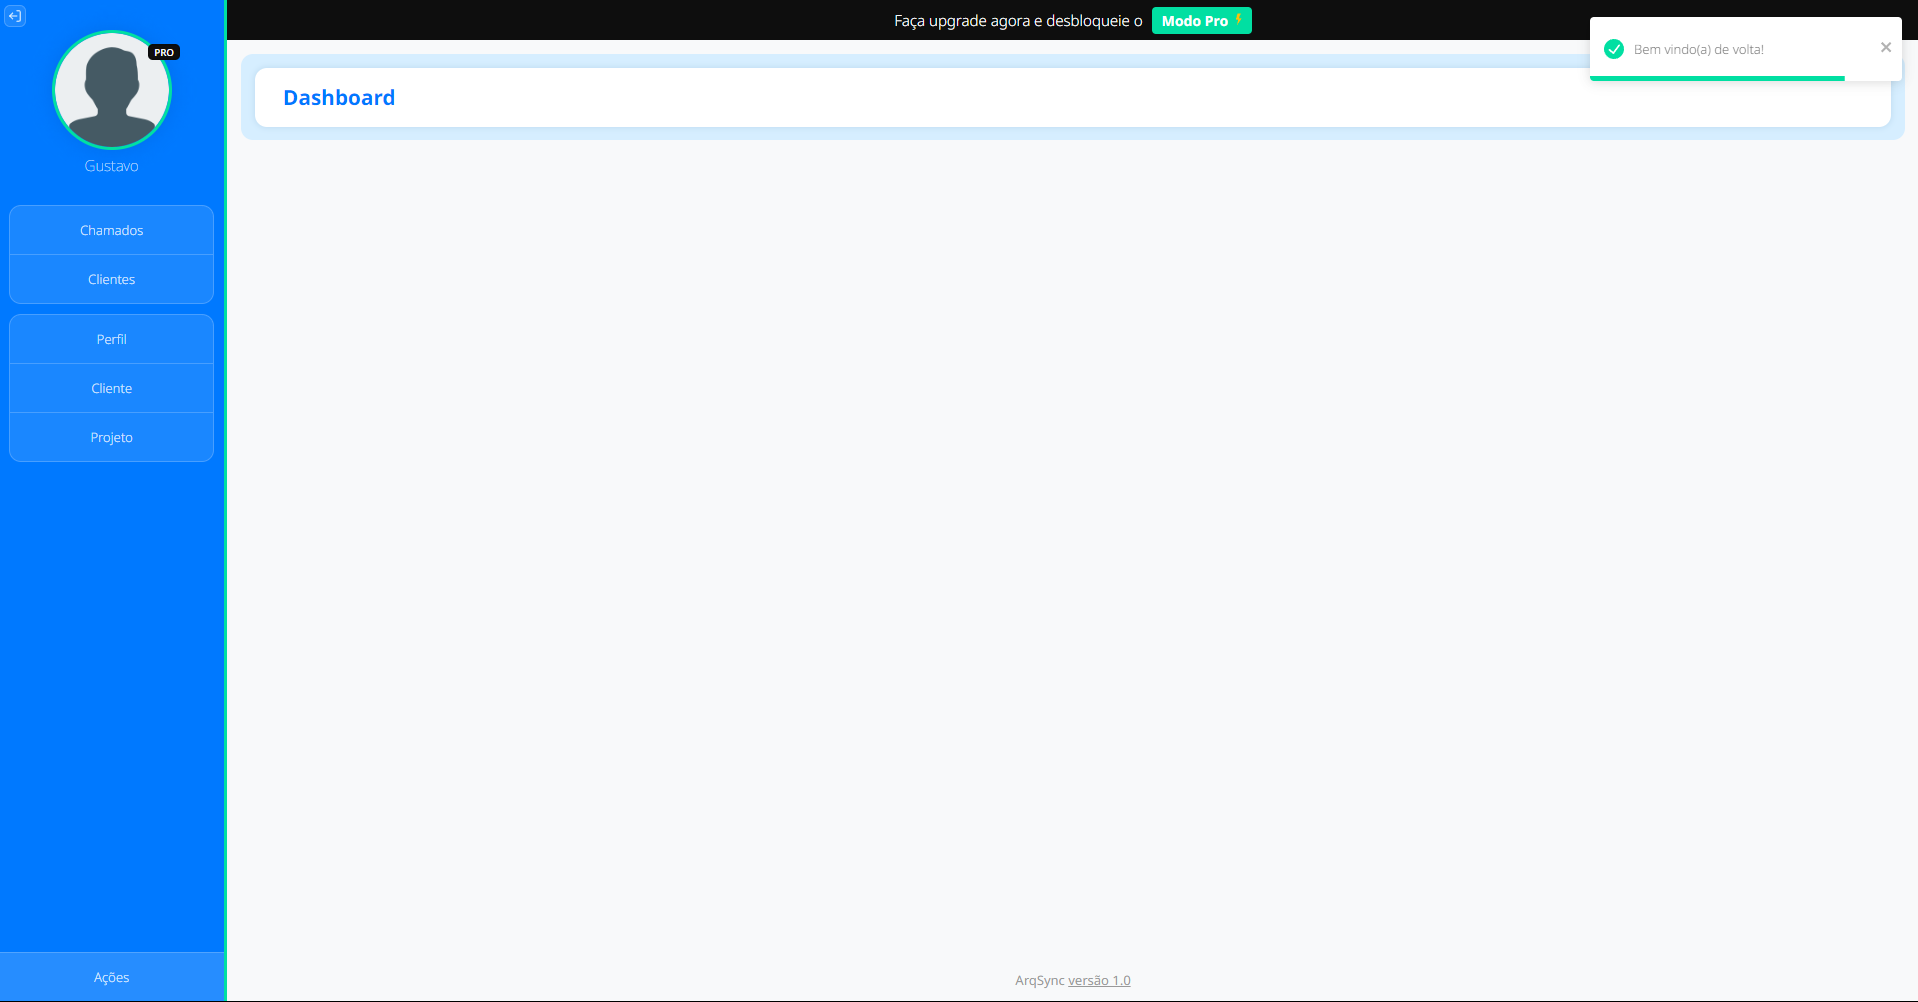 PRO
Gustavo
Chamados
Clientes
Perfil
Cliente
Projeto
Ações
Faça upgrade agora e desbloqueie o Modo Pro
Bem vindo(a) de volta!
Dashboard
ArqSync versão 1.0